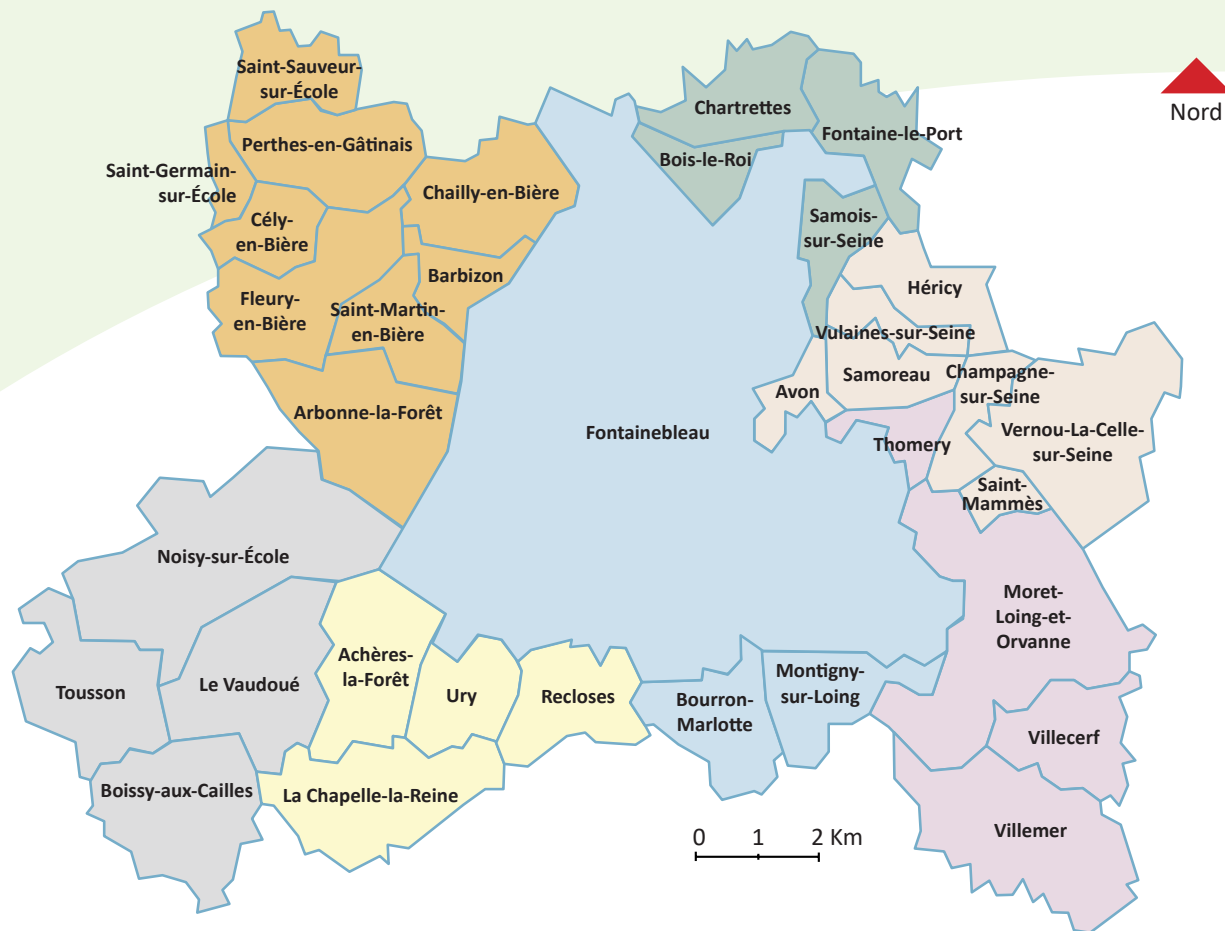 Saint-Sauveur-
sur-École
Perthes-en-Gâtinais
Saint-Germain-
sur-École
Chailly-en-Bière
Cély-
en-Bière
Barbizon
Fleury-
en-Bière
Saint-Martin-
en-Bière
Arbonne-la-Forêt
Chartrettes
Bois-le-Roi
Fontaine-le-Port
Nord
Samois-
sur-Seine
Héricy
Vulaines-sur-Seine
Samoreau
Champagne-
sur-Seine
Avon
Vernou-La-Celle-
sur-Seine
Thomery
Saint-
Mammès
Fontainebleau
Noisy-sur-École
Moret-
Loing-et-
Orvanne
Tousson
Le Vaudoué
Achères-
la-Forêt
Ury
Recloses
Bourron-
Marlotte
Montigny-
sur-Loing
Villecerf
Boissy-aux-Cailles
La Chapelle-la-Reine
Villemer
0 1 2 Km